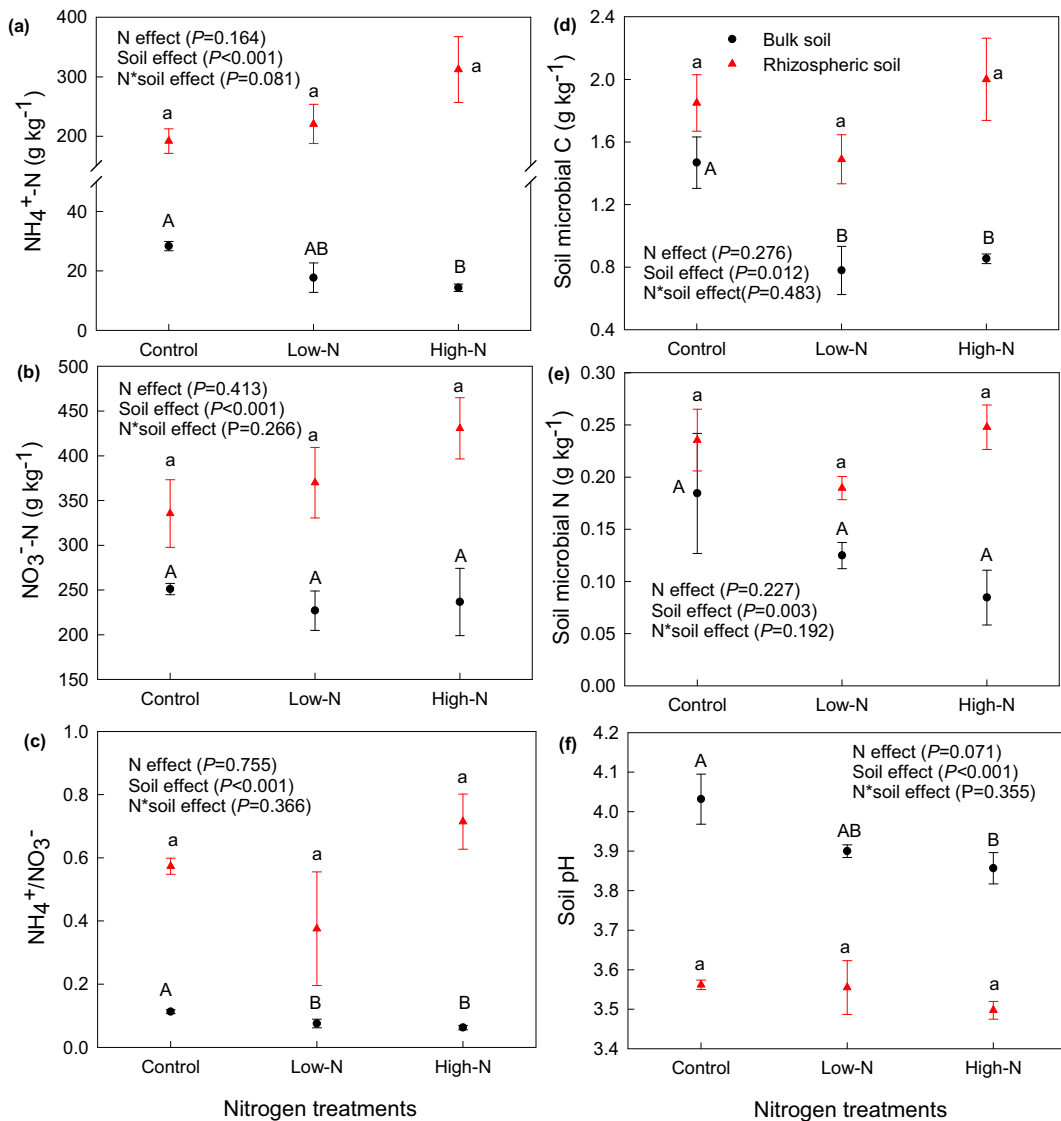 (a)
N effect (P=0.164)
Soil effect (P<0.001)
N*soil effect (P=0.081)
400
300
200
40
20
0
NH₄⁺-N (g kg⁻¹)
a
a
a
A
AB
B
Control
Low-N
High-N
(b)
N effect (P=0.413)
Soil effect (P<0.001)
N*soil effect (P=0.266)
500
450
400
350
300
250
200
150
NO₃⁻-N (g kg⁻¹)
a
a
a
A
A
A
Control
Low-N
High-N
(c)
N effect (P=0.755)
Soil effect (P<0.001)
N*soil effect (P=0.366)
1.0
0.8
0.6
0.4
0.2
0.0
NH₄⁺/NO₃⁻
a
a
a
A
B
B
Control
Low-N
High-N
Nitrogen treatments
(d)
Bulk soil
Rhizospheric soil
2.4
2.0
1.6
1.2
0.8
0.4
Soil microbial C (g kg⁻¹)
a
a
a
A
B
B
N effect (P=0.276)
Soil effect (P=0.012)
N*soil effect(P=0.483)
Control
Low-N
High-N
(e)
0.30
0.25
0.20
0.15
0.10
0.05
0.00
Soil microbial N (g kg⁻¹)
a
a
a
A
A
A
N effect (P=0.227)
Soil effect (P=0.003)
N*soil effect (P=0.192)
Control
Low-N
High-N
(f)
N effect (P=0.071)
Soil effect (P<0.001)
N*soil effect (P=0.355)
4.2
4.1
4.0
3.9
3.8
3.7
3.6
3.5
3.4
Soil pH
A
AB
B
a
a
a
Control
Low-N
High-N
Nitrogen treatments